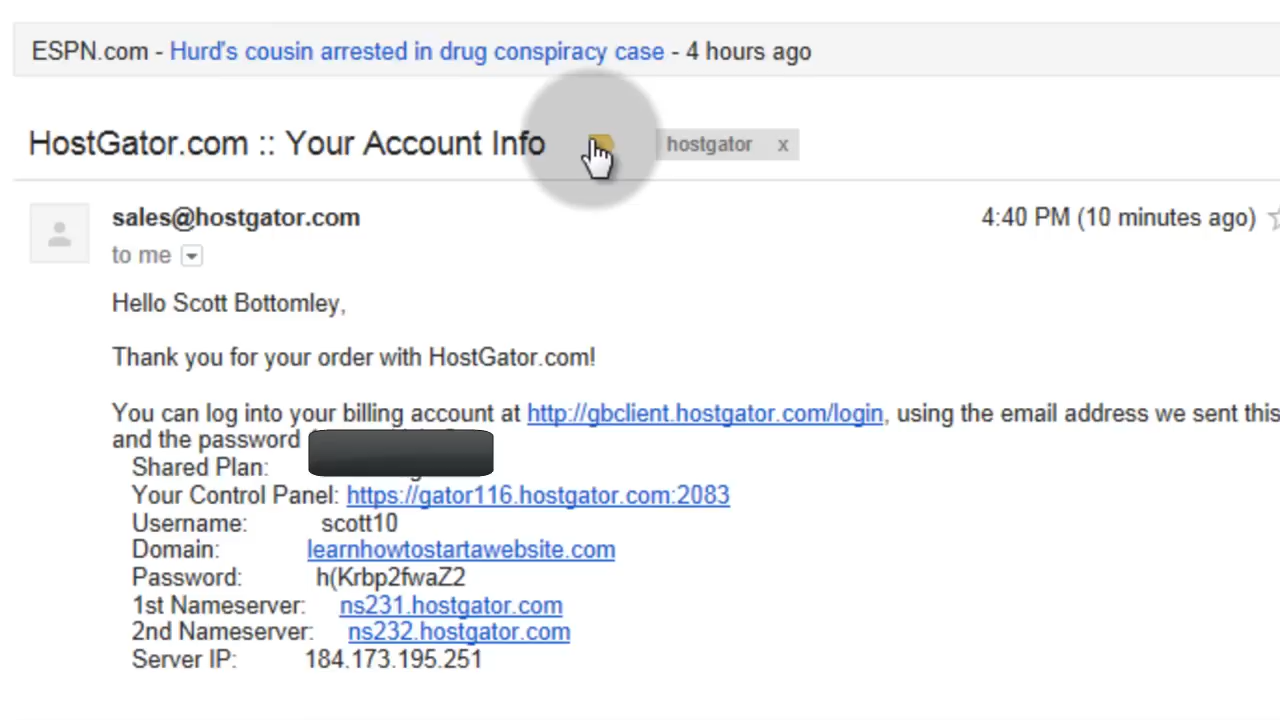 ESPN.com - Hurd's cousin arrested in drug conspiracy case - 4 hours ago
HostGator.com :: Your Account Info hostgator x
sales@hostgator.com 4:40 PM (10 minutes ago)
to me
Hello Scott Bottomley,
Thank you for your order with HostGator.com!
You can log into your billing account at http://gbclient.hostgator.com/login, using the email address we sent this
and the password
Shared Plan:
Your Control Panel: https://gator116.hostgator.com:2083
Username: scott10
Domain: learnhowtostartawebsite.com
Password: h(Krbp2fwaZ2
1st Nameserver: ns231.hostgator.com
2nd Nameserver: ns232.hostgator.com
Server IP: 184.173.195.251